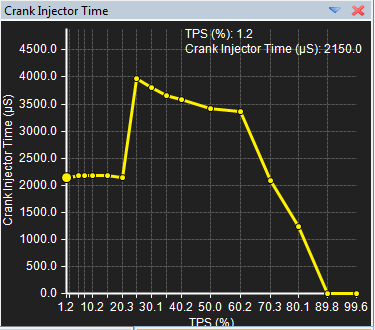 Crank Injector Time
TPS (%): 1.2
Crank Injector Time (µS): 2150.0
Crank Injector Time (µS)
4500.0
4000.0
3500.0
3000.0
2500.0
2000.0
1500.0
1000.0
500.0
0.0
1.2 10.2 20.3 30.1 40.2 50.0 60.2 70.3 80.1 89.8 99.6
TPS (%)